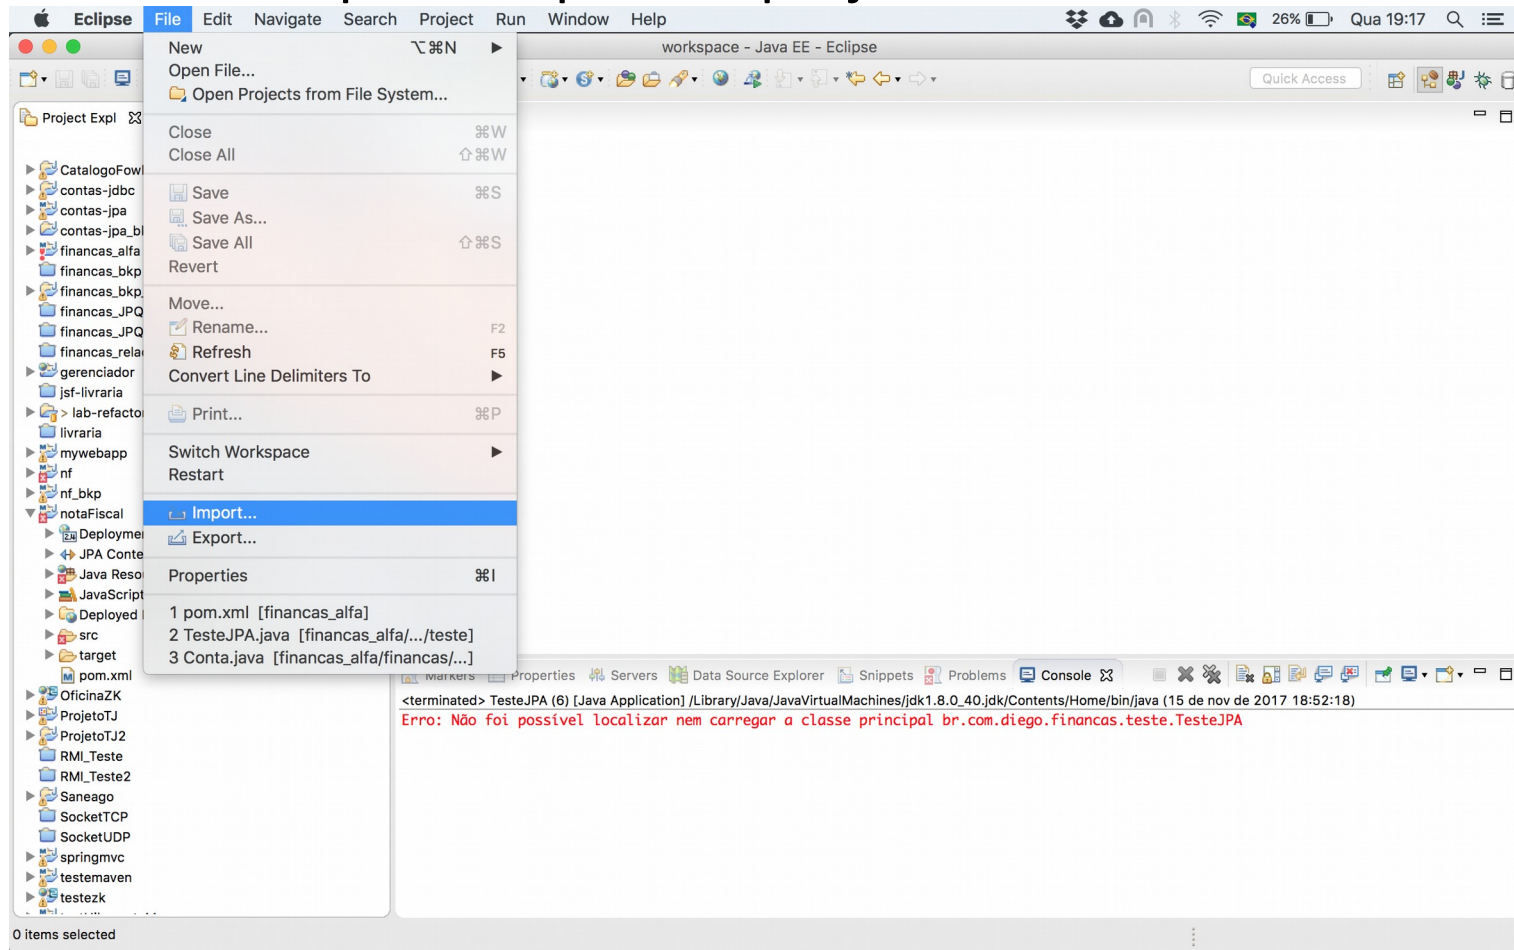 Eclipse File Edit Navigate Search Project Run Window Help 26% Qua 19:17
workspace - Java EE - Eclipse
Quick Access
New ⌥⌘N
Open File...
Open Projects from File System...
Close ⌘W
Close All ⇧⌘W
Save ⌘S
Save As...
Save All ⇧⌘S
Revert
Move...
Rename... F2
Refresh F5
Convert Line Delimiters To
Print... ⌘P
Switch Workspace
Restart
Import...
Export...
Properties ⌘I
1 pom.xml [financas_alfa]
2 TesteJPA.java [financas_alfa/.../teste]
3 Conta.java [financas_alfa/financas/...]
Project Expl
CatalogoFowl
contas-jdbc
contas-jpa
contas-jpa_bl
financas_alfa
financas_bkp
financas_bkp_
financas_JPQ
financas_JPQ
financas_rela
gerenciador
jsf-livraria
> lab-refacto
livraria
mywebapp
nf
nf_bkp
notaFiscal
Deployme
JPA Conte
Java Reso
JavaScript
Deployed
src
target
pom.xml
OficinaZK
ProjetoTJ
ProjetoTJ2
RMI_Teste
RMI_Teste2
Saneago
SocketTCP
SocketUDP
springmvc
testemaven
testezk
Markers Properties Servers Data Source Explorer Snippets Problems Console
<terminated> TesteJPA (6) [Java Application] /Library/Java/JavaVirtualMachines/jdk1.8.0_40.jdk/Contents/Home/bin/java (15 de nov de 2017 18:52:18)
Erro: Não foi possível localizar nem carregar a classe principal br.com.diego.financas.teste.TesteJPA
0 items selected